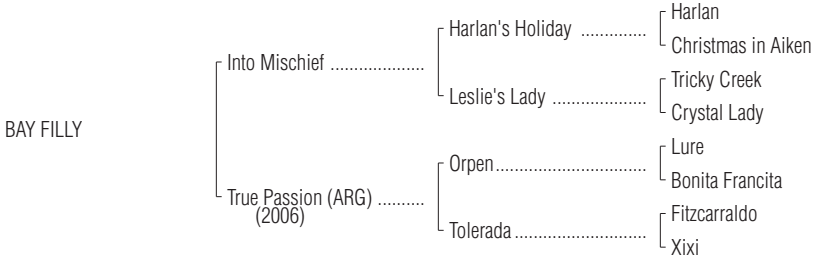 Harlan
Harlan's Holiday ..............
Christmas in Aiken
Into Mischief ....................
Tricky Creek
Leslie's Lady ....................
Crystal Lady
BAY FILLY
Lure
Orpen................................
Bonita Francita
True Passion (ARG) ..........
(2006)
Fitzcarraldo
Tolerada............................
Xixi